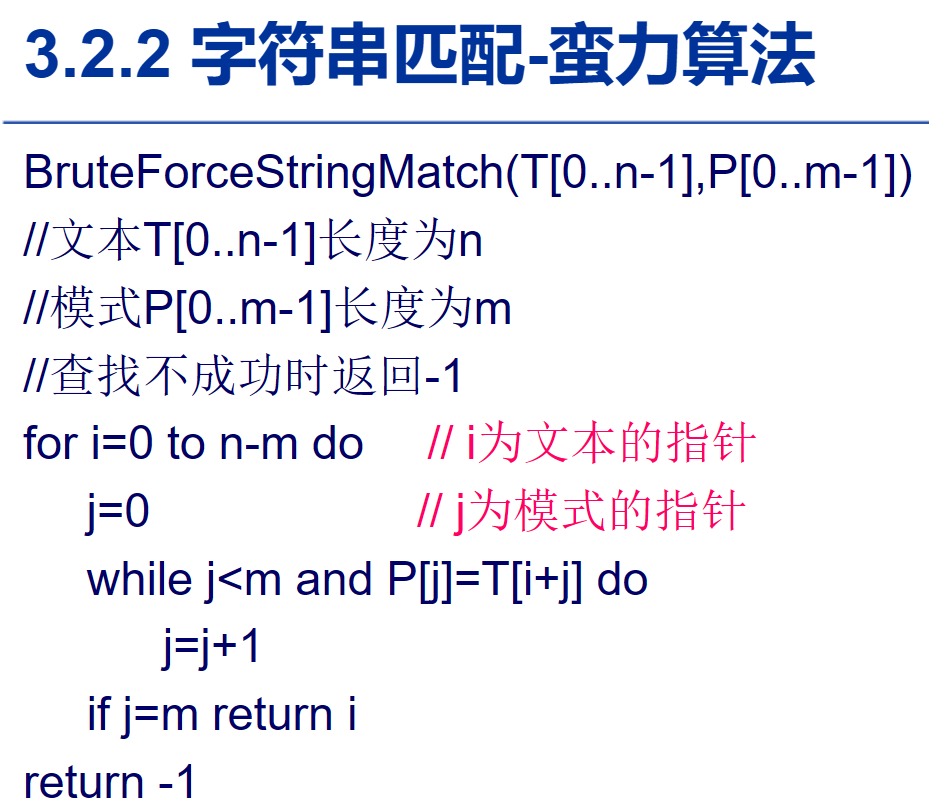 3.2.2 字符串匹配-蛮力算法
BruteForceStringMatch(T[0..n-1],P[0..m-1])
//文本T[0..n-1]长度为n
//模式P[0..m-1]长度为m
//查找不成功时返回-1
for i=0 to n-m do // i为文本的指针
j=0 // j为模式的指针
while j<m and P[j]=T[i+j] do
j=j+1
if j=m return i
return -1